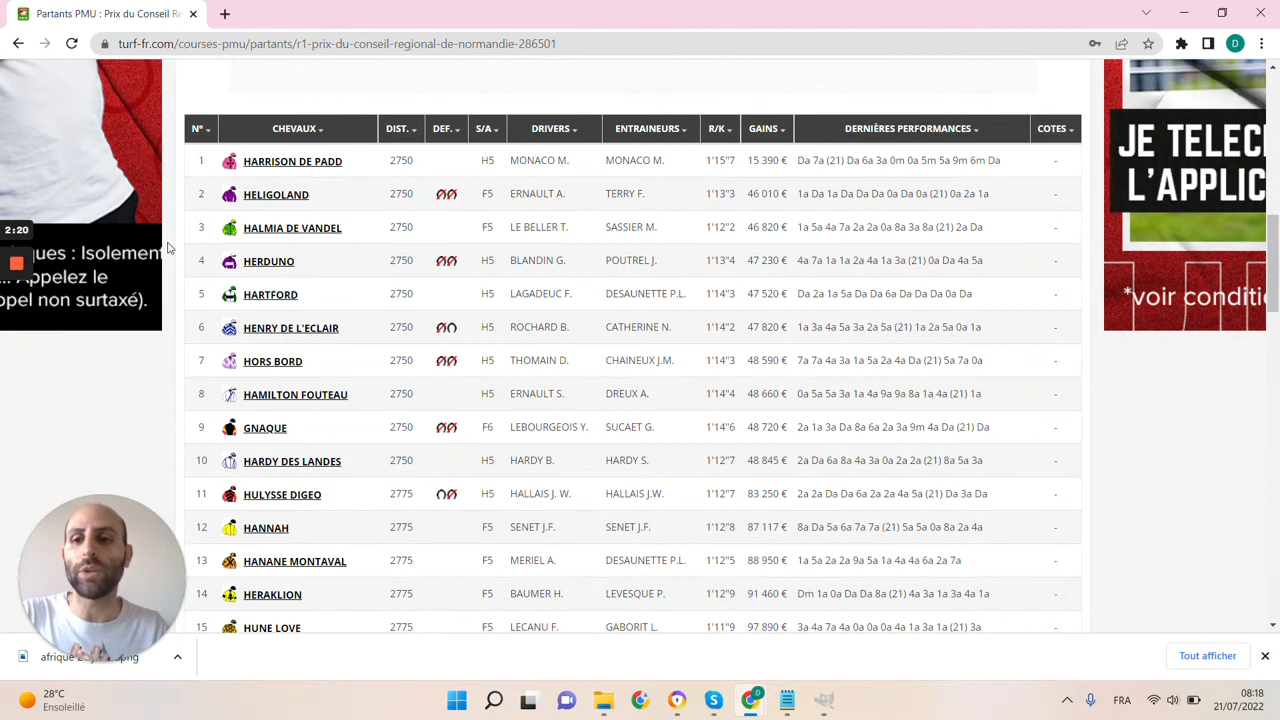 Partants PMU : Prix du Conseil R
turf-fr.com/courses-pmu/partants/r1-prix-du-conseil-regional-de-normandie-286501
D
N° CHEVAUX DIST. DEF. S/A DRIVERS ENTRAINEURS R/K GAINS DERNIÈRES PERFORMANCES COTES
1 HARRISON DE PADD 2750 H5 MONACO M. MONACO M. 1'15"7 15 390 € Da 7a (21) Da 6a 3a 0m 0a 5m 5a 9m 6m Da -
2 HELIGOLAND 2750 F5 ERNAULT A. TERRY F. 1'13"3 46 010 € 1a Da 1a Da Da Da 0a Da 0a (21) 0a 2a 1a -
3 HALMIA DE VANDEL 2750 F5 LE BELLER T. SASSIER M. 1'12"2 46 820 € 1a 5a 4a 7a 2a 2a 0a 8a 3a 8a (21) 2a Da -
4 HERDUNO 2750 H5 BLANDIN G. POUTREL J. 1'13"4 47 230 € 4a 7a 1a 1a 2a 4a 3a (21) 0a Da 4a 5a -
5 HARTFORD 2750 H5 LAGADEUC F. DESAUNETTE P.L. 1'14"3 47 520 € Da 2a 1a 5a Da Da 6a Da Da Da 0a Da -
6 HENRY DE L'ECLAIR 2750 H5 ROCHARD B. CATHERINE N. 1'14"2 47 820 € 1a 3a 4a 5a 3a 2a 5a (21) 1a 2a 5a 0a 1a -
7 HORS BORD 2750 H5 THOMAIN D. CHAINEUX J.M. 1'14"3 48 590 € 7a 7a 4a 3a 1a 5a 2a 4a Da (21) 5a 7a 0a -
8 HAMILTON FOUTEAU 2750 H5 ERNAULT S. DREUX A. 1'14"4 48 660 € 0a 5a 5a 3a 1a 4a 9a 9a 8a 1a 4a (21) 1a -
9 GNAQUE 2750 F6 LEBOURGEOIS Y. SUCAET G. 1'14"6 48 720 € 2a 1a 3a Da 8a 6a 2a 3a 9m 4a Da (21) Da -
10 HARDY DES LANDES 2750 H5 HARDY B. HARDY S. 1'12"7 48 845 € 2a Da 6a 8a 4a 3a 0a 2a 2a (21) 8a 5a 3a -
11 HULYSSE DIGEO 2775 H5 HALLAIS J. W. HALLAIS J.W. 1'12"7 83 250 € 2a 2a Da Da 6a 2a 2a 4a 5a (21) Da 3a Da -
12 HANNAH 2775 F5 SENET J.F. SENET J.F. 1'12"8 87 117 € 8a Da 5a 6a 7a 7a (21) 5a 5a 0a 8a 2a 4a -
13 HANANE MONTAVAL 2775 F5 MERIEL A. DESAUNETTE P.L. 1'12"5 88 950 € 1a 5a 2a 2a 9a 5a 1a 4a 4a 6a 2a 7a -
14 HERAKLION 2775 F5 BAUMER H. LEVESQUE P. 1'12"9 91 460 € Dm 1a 0a Da Da 8a (21) 4a 3a 1a 3a 4a 1a -
15 HUNE LOVE 2775 F5 LECANU F. GABORIT L. 1'11"9 97 890 € 3a 4a 7a 4a 0a 0a 0a 4a 1a 3a 1a (21) 3a -
2:20
ques : Isolement
Appelez le
ppel non surtaxé).
JE TELEC
L'APPLIC
*voir conditi
afrique
png
Tout afficher
28°C
Ensoleillé
D
FRA
08:18
21/07/2022